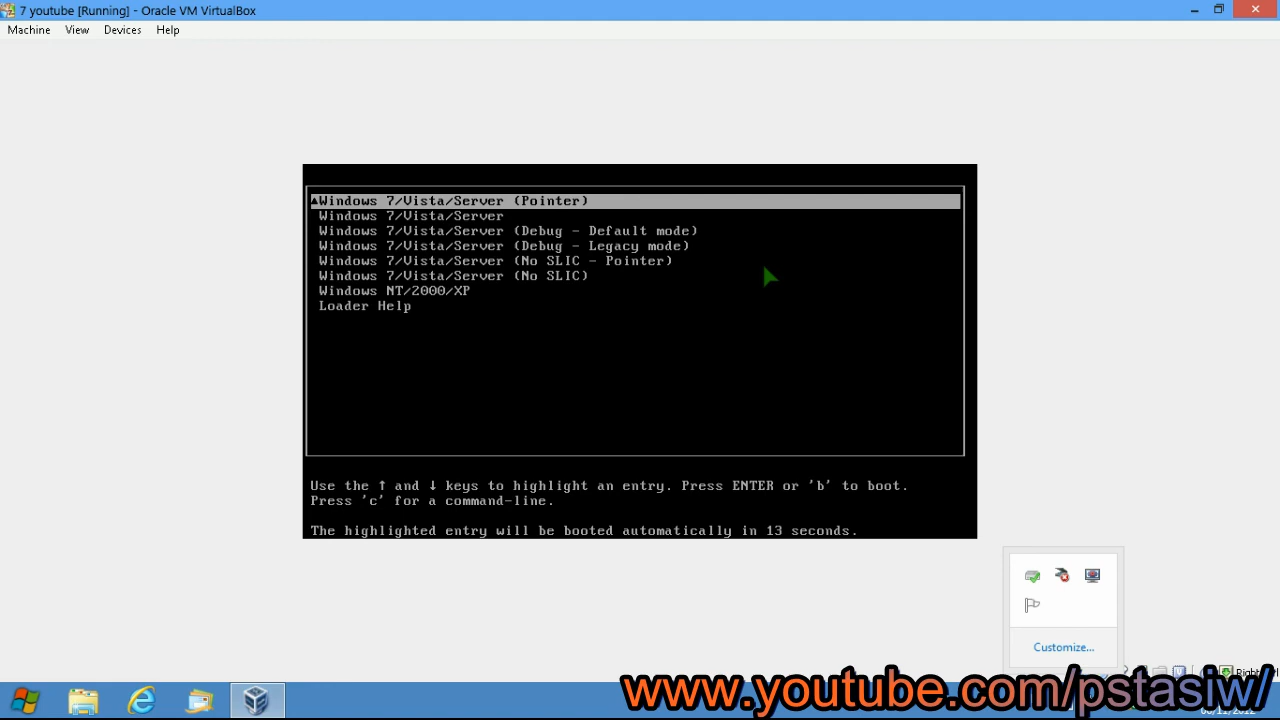 7 youtube [Running] - Oracle VM VirtualBox
Machine View Devices Help
Windows 7/Vista/Server (Pointer)
Windows 7/Vista/Server
Windows 7/Vista/Server (Debug - Default mode)
Windows 7/Vista/Server (Debug - Legacy mode)
Windows 7/Vista/Server (No SLIC - Pointer)
Windows 7/Vista/Server (No SLIC)
Windows NT/2000/XP
Loader Help
Use the ↑ and ↓ keys to highlight an entry. Press ENTER or 'b' to boot.
Press 'c' for a command-line.
The highlighted entry will be booted automatically in 13 seconds.
Customize...
Right
www.youtube.com/pstasiw/